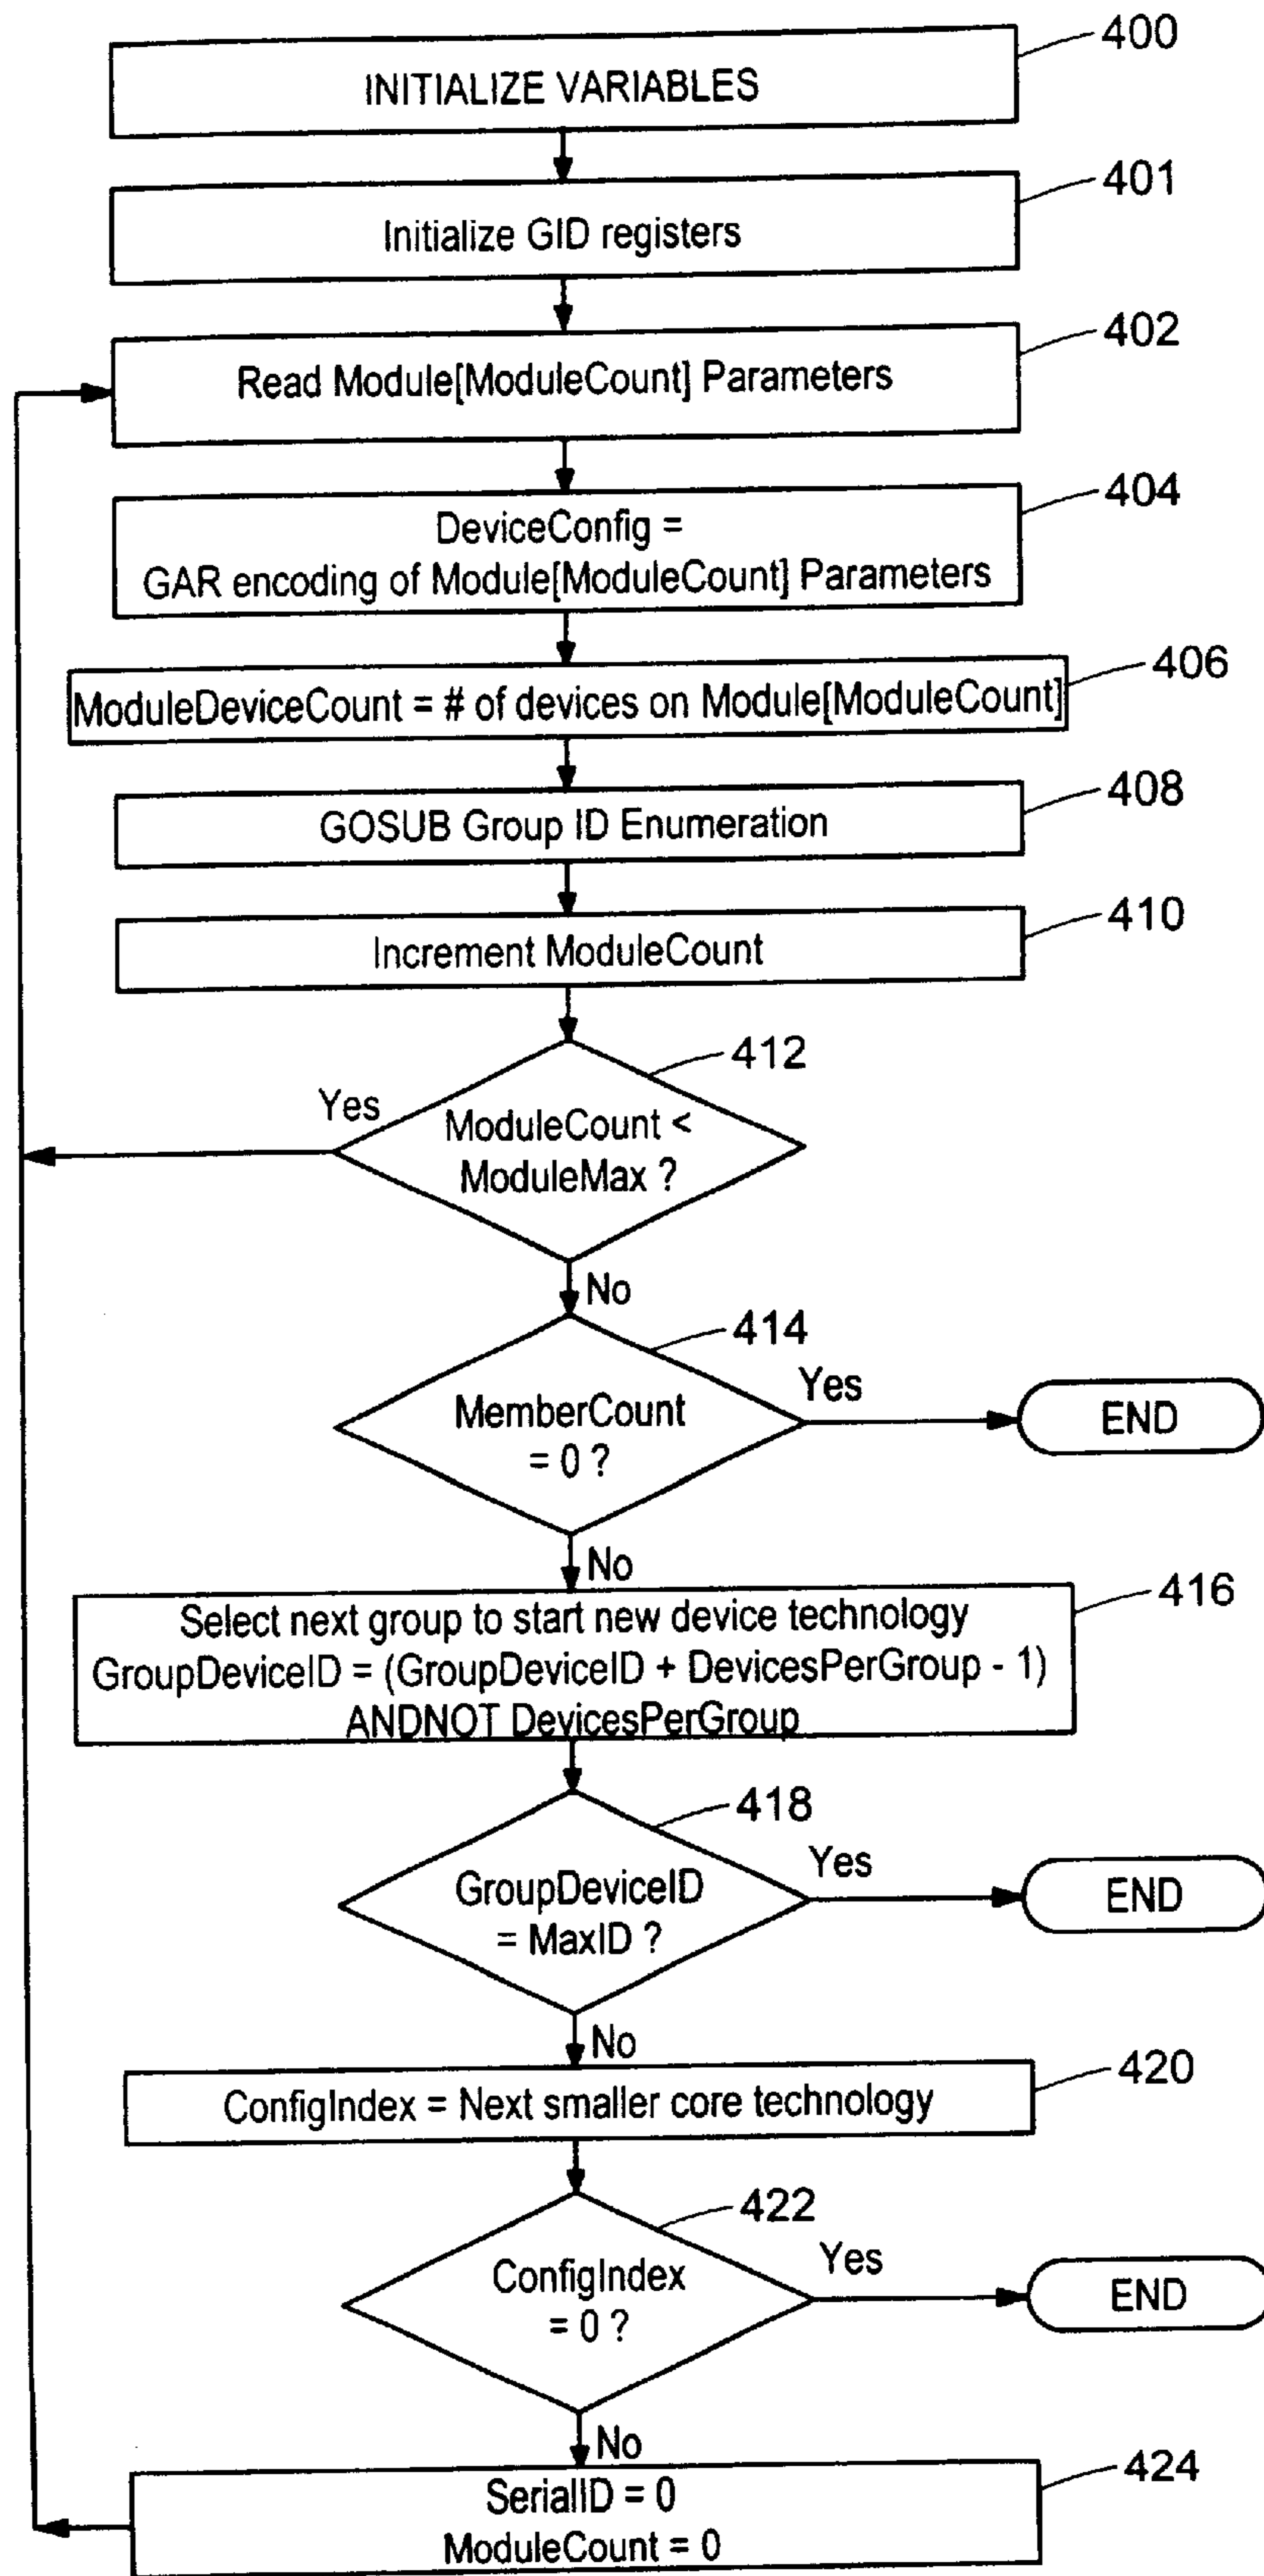 400
INITIALIZE VARIABLES
401
Initialize GID registers
402
Read Module[ModuleCount] Parameters
404
DeviceConfig =
GAR encoding of Module[ModuleCount] Parameters
406
ModuleDeviceCount = # of devices on Module[ModuleCount]
408
GOSUB Group ID Enumeration
410
Increment ModuleCount
412
Yes
ModuleCount <
ModuleMax ?
No
414
Yes
MemberCount
= 0 ?
END
No
416
Select next group to start new device technology
GroupDeviceID = (GroupDeviceID + DevicesPerGroup - 1)
ANDNOT DevicesPerGroup
418
Yes
GroupDeviceID
= MaxID ?
END
No
420
ConfigIndex = Next smaller core technology
422
Yes
ConfigIndex
= 0 ?
END
No
424
SerialID = 0
ModuleCount = 0